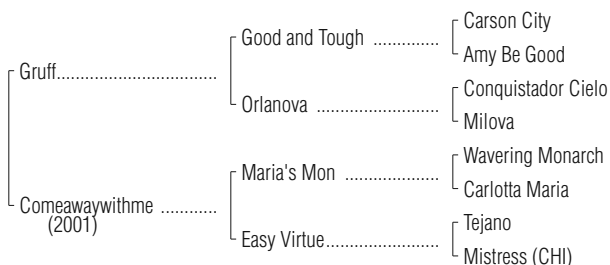 Carson City
Good and Tough ..............
Amy Be Good
Gruff..................................
Conquistador Cielo
Orlanova ..........................
Milova
Wavering Monarch
Maria's Mon ....................
Carlotta Maria
Comeawaywithme ............
(2001)
Tejano
Easy Virtue........................
Mistress (CHI)